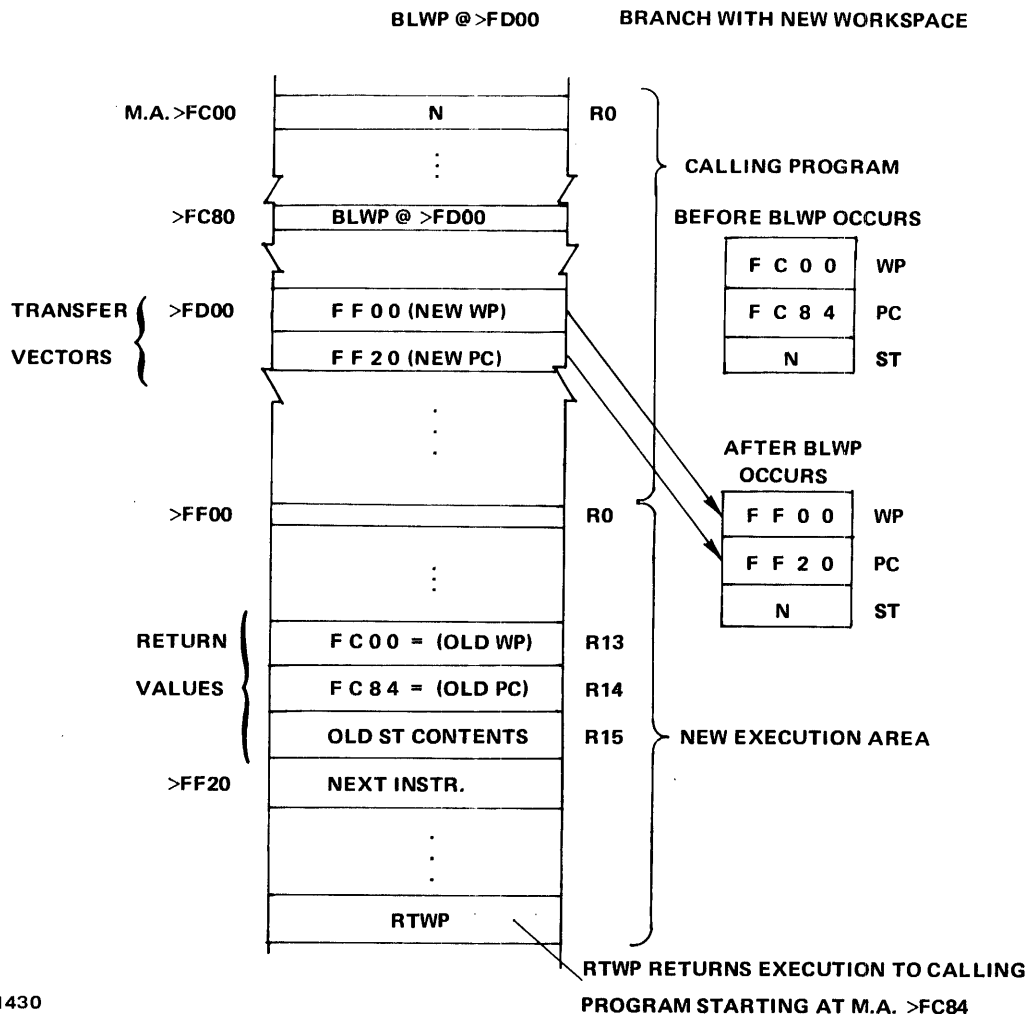 BLWP @ >FD00 BRANCH WITH NEW WORKSPACE
M.A. >FC00 N R0
CALLING PROGRAM
>FC80 BLWP @ >FD00
BEFORE BLWP OCCURS
F C 0 0 WP
F C 8 4 PC
N ST
TRANSFER VECTORS
>FD00 F F 0 0 (NEW WP)
F F 2 0 (NEW PC)
AFTER BLWP
OCCURS
F F 0 0 WP
F F 2 0 PC
N ST
>FF00 R0
RETURN VALUES
F C 0 0 = (OLD WP) R13
F C 8 4 = (OLD PC) R14
OLD ST CONTENTS R15
NEW EXECUTION AREA
>FF20 NEXT INSTR.
RTWP
RTWP RETURNS EXECUTION TO CALLING
PROGRAM STARTING AT M.A. >FC84
1430